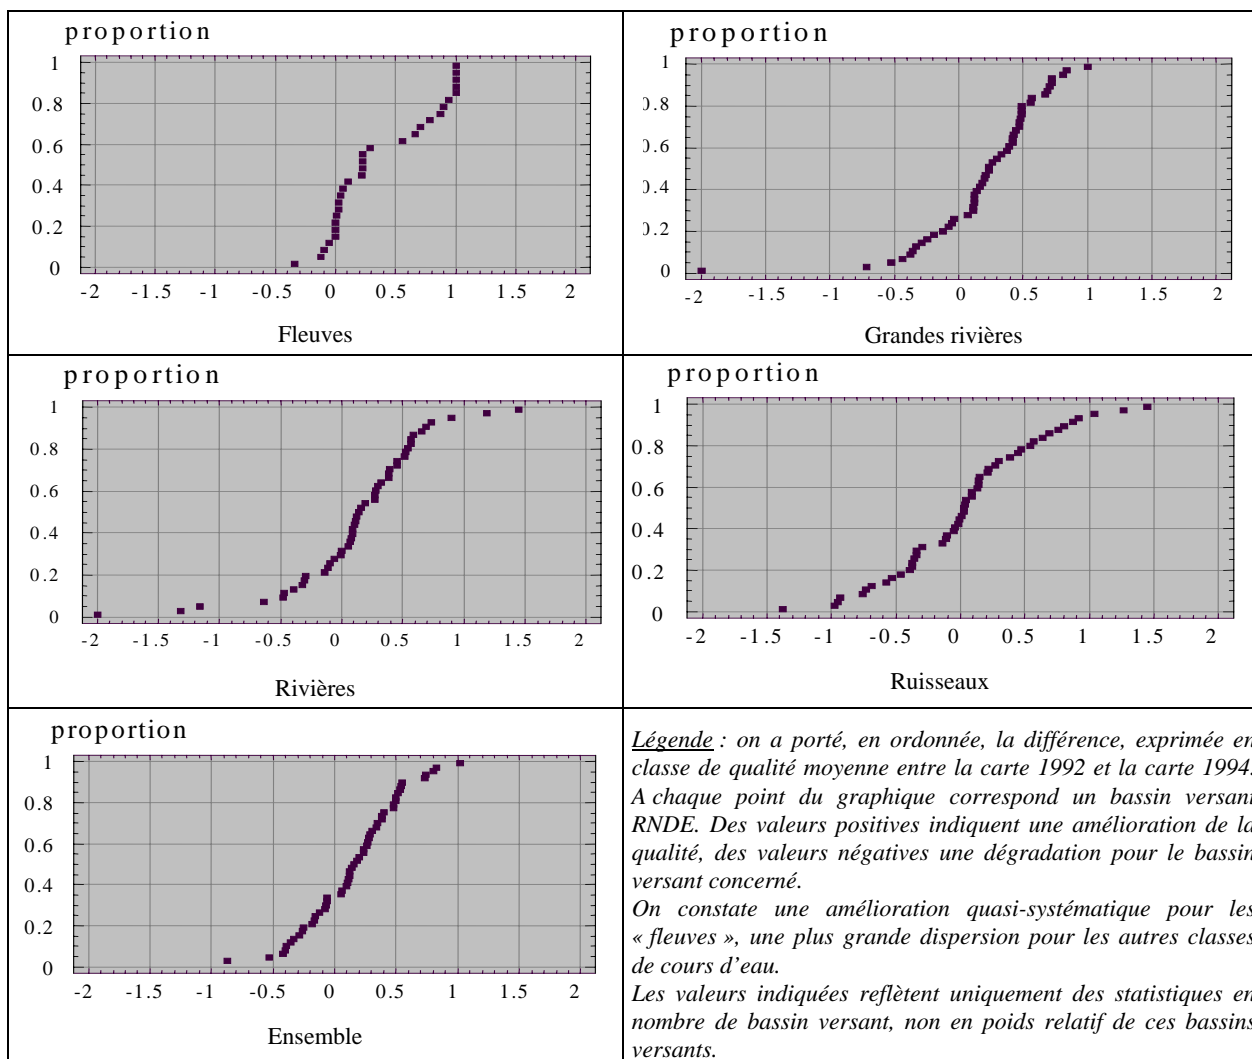 proportion
1
0.8
0.6
0.4
0.2
0
-2 -1.5 -1 -0.5 0 0.5 1 1.5 2
Fleuves
proportion
1
0.8
0.6
0.4
0.2
0
-2 -1.5 -1 -0.5 0 0.5 1 1.5 2
Grandes rivières
proportion
1
0.8
0.6
0.4
0.2
0
-2 -1.5 -1 -0.5 0 0.5 1 1.5 2
Rivières
proportion
1
0.8
0.6
0.4
0.2
0
-2 -1.5 -1 -0.5 0 0.5 1 1.5 2
Ruisseaux
proportion
1
0.8
0.6
0.4
0.2
0
-2 -1.5 -1 -0.5 0 0.5 1 1.5 2
Ensemble
Légende : on a porté, en ordonnée, la différence, exprimée en
classe de qualité moyenne entre la carte 1992 et la carte 1994.
A chaque point du graphique correspond un bassin versant
RNDE. Des valeurs positives indiquent une amélioration de la
qualité, des valeurs négatives une dégradation pour le bassin
versant concerné.
On constate une amélioration quasi-systématique pour les
« fleuves », une plus grande dispersion pour les autres classes
de cours d'eau.
Les valeurs indiquées reflètent uniquement des statistiques en
nombre de bassin versant, non en poids relatif de ces bassins
versants.